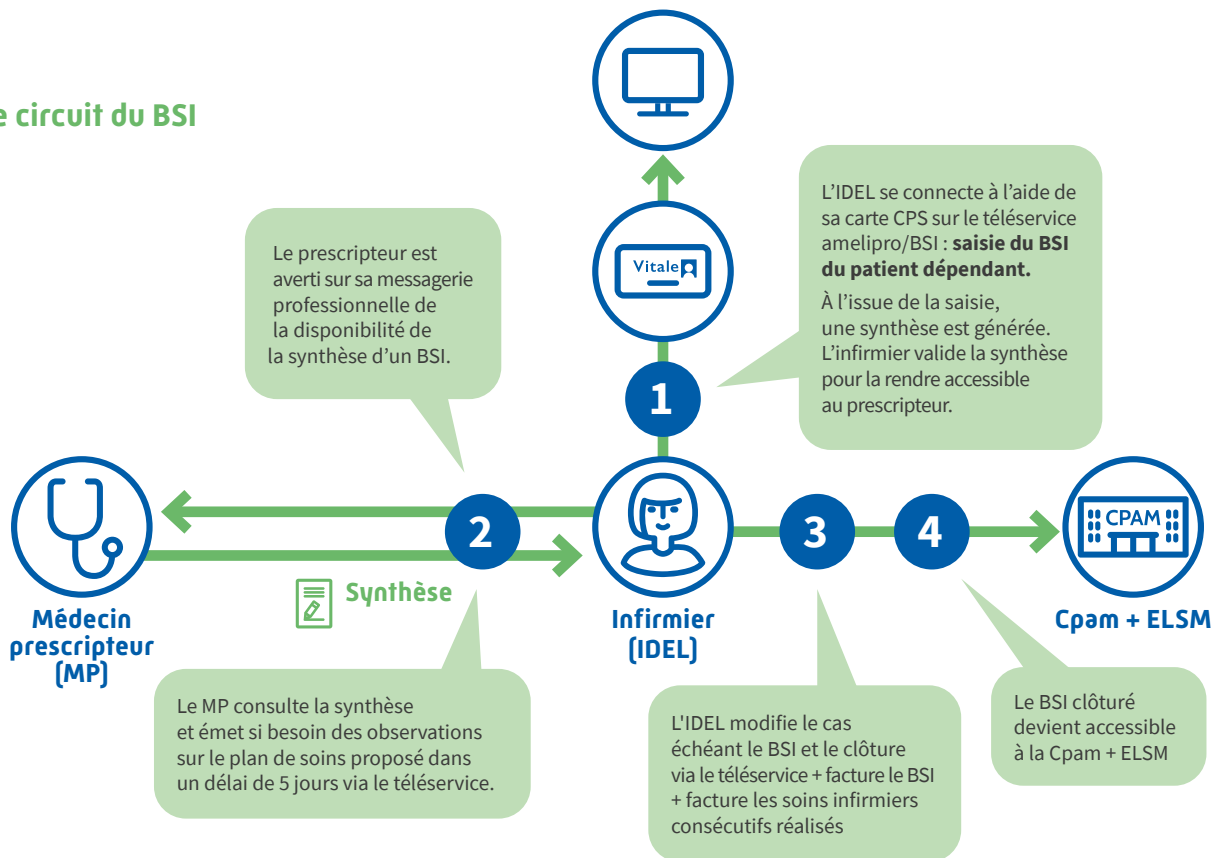 e circuit du BSI
L'IDEL se connecte à l'aide de
sa carte CPS sur le téléservice
amelipro/BSI : saisie du BSI
du patient dépendant.
À l'issue de la saisie,
une synthèse est générée.
L'infirmier valide la synthèse
pour la rendre accessible
au prescripteur.
Le prescripteur est
averti sur sa messagerie
professionnelle de
la disponibilité de
la synthèse d'un BSI.
Vitale
1
2
3
4
CPAM
Synthèse
Médecin
prescripteur
(MP)
Infirmier
(IDEL)
Cpam + ELSM
Le MP consulte la synthèse
et émet si besoin des observations
sur le plan de soins proposé dans
un délai de 5 jours via le téléservice.
L'IDEL modifie le cas
échéant le BSI et le clôture
via le téléservice + facture le BSI
+ facture les soins infirmiers
consécutifs réalisés
Le BSI clôturé
devient accessible
à la Cpam + ELSM